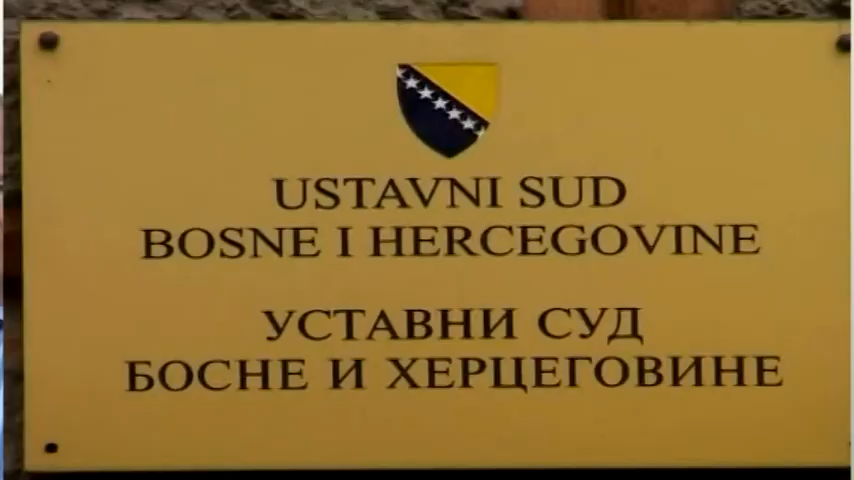 USTAVNI SUD
BOSNE I HERCEGOVINE
УСТАВНИ СУД
БОСНЕ И ХЕРЦЕГОВИНЕ